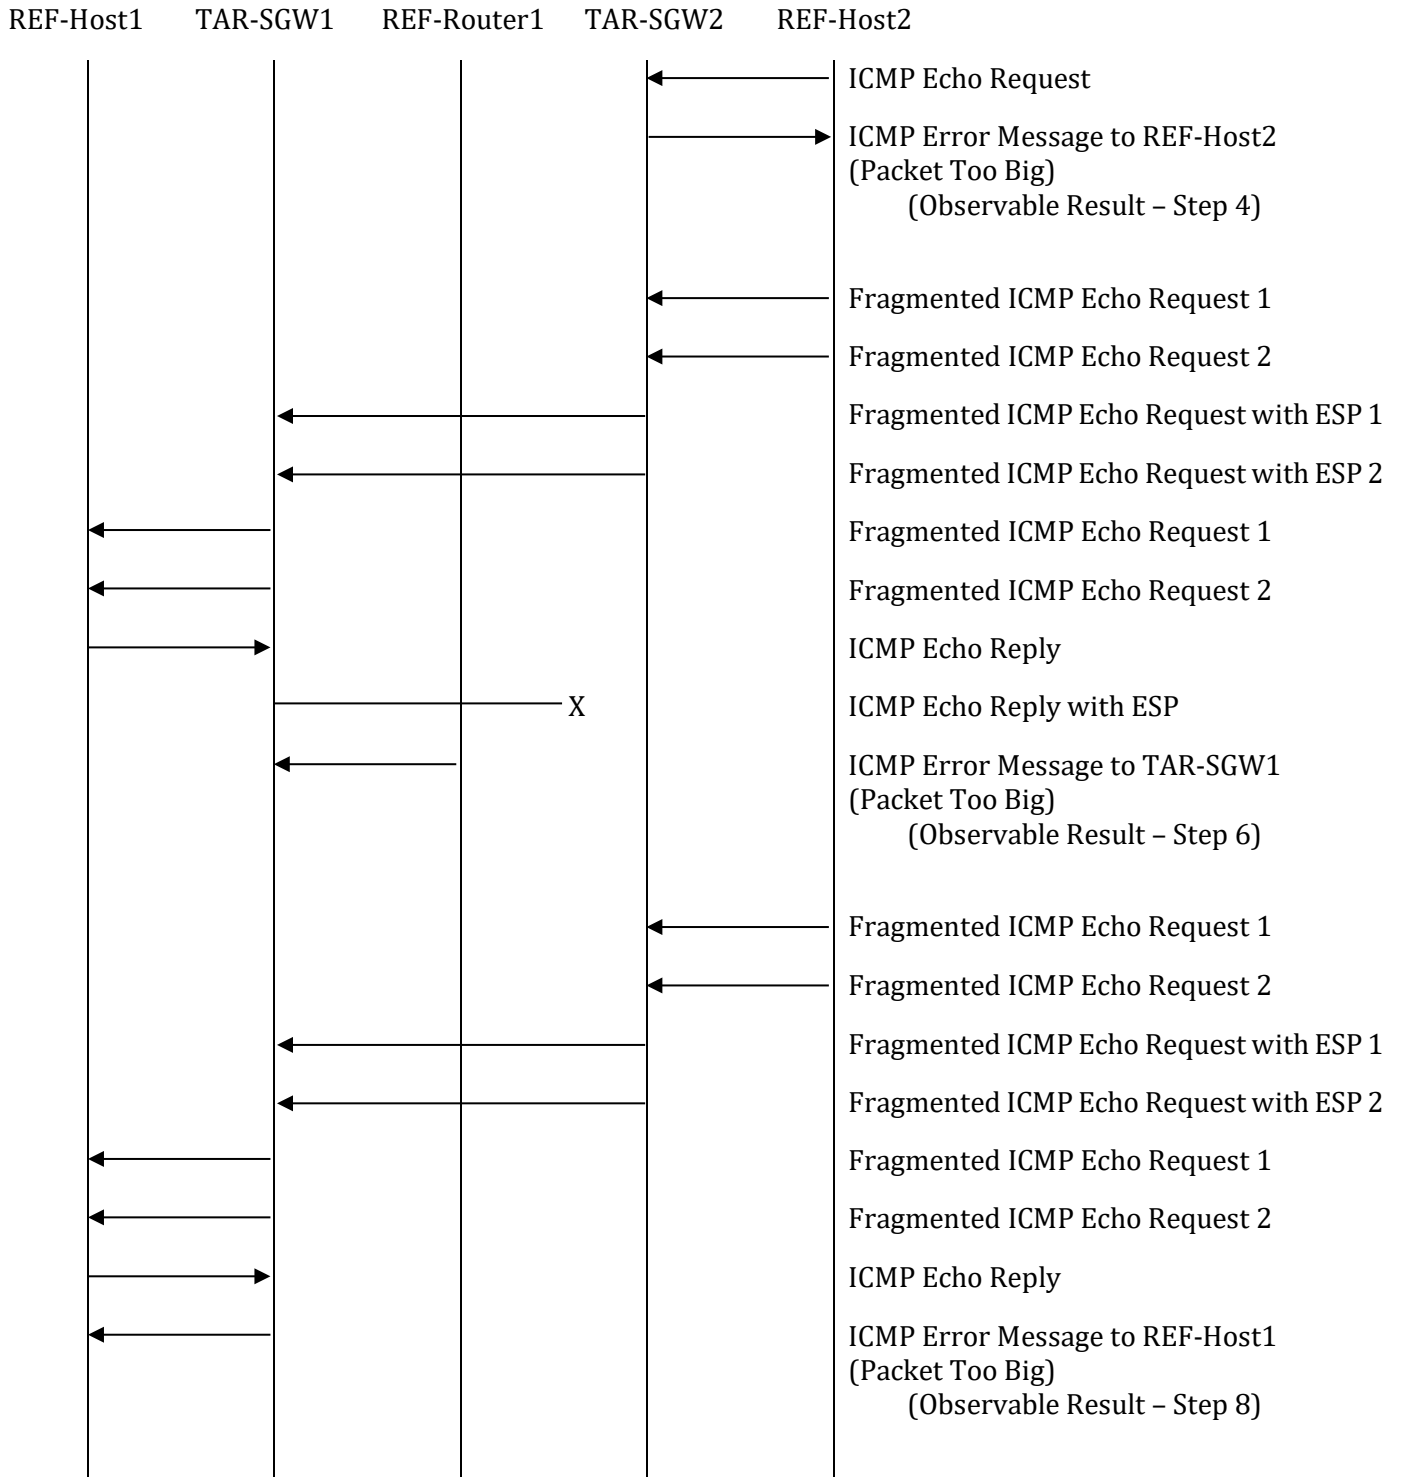 REF-Host1 TAR-SGW1 REF-Router1 TAR-SGW2 REF-Host2
ICMP Echo Request
ICMP Error Message to REF-Host2
(Packet Too Big)
(Observable Result – Step 4)
Fragmented ICMP Echo Request 1
Fragmented ICMP Echo Request 2
Fragmented ICMP Echo Request with ESP 1
Fragmented ICMP Echo Request with ESP 2
Fragmented ICMP Echo Request 1
Fragmented ICMP Echo Request 2
ICMP Echo Reply
X ICMP Echo Reply with ESP
ICMP Error Message to TAR-SGW1
(Packet Too Big)
(Observable Result – Step 6)
Fragmented ICMP Echo Request 1
Fragmented ICMP Echo Request 2
Fragmented ICMP Echo Request with ESP 1
Fragmented ICMP Echo Request with ESP 2
Fragmented ICMP Echo Request 1
Fragmented ICMP Echo Request 2
ICMP Echo Reply
ICMP Error Message to REF-Host1
(Packet Too Big)
(Observable Result – Step 8)